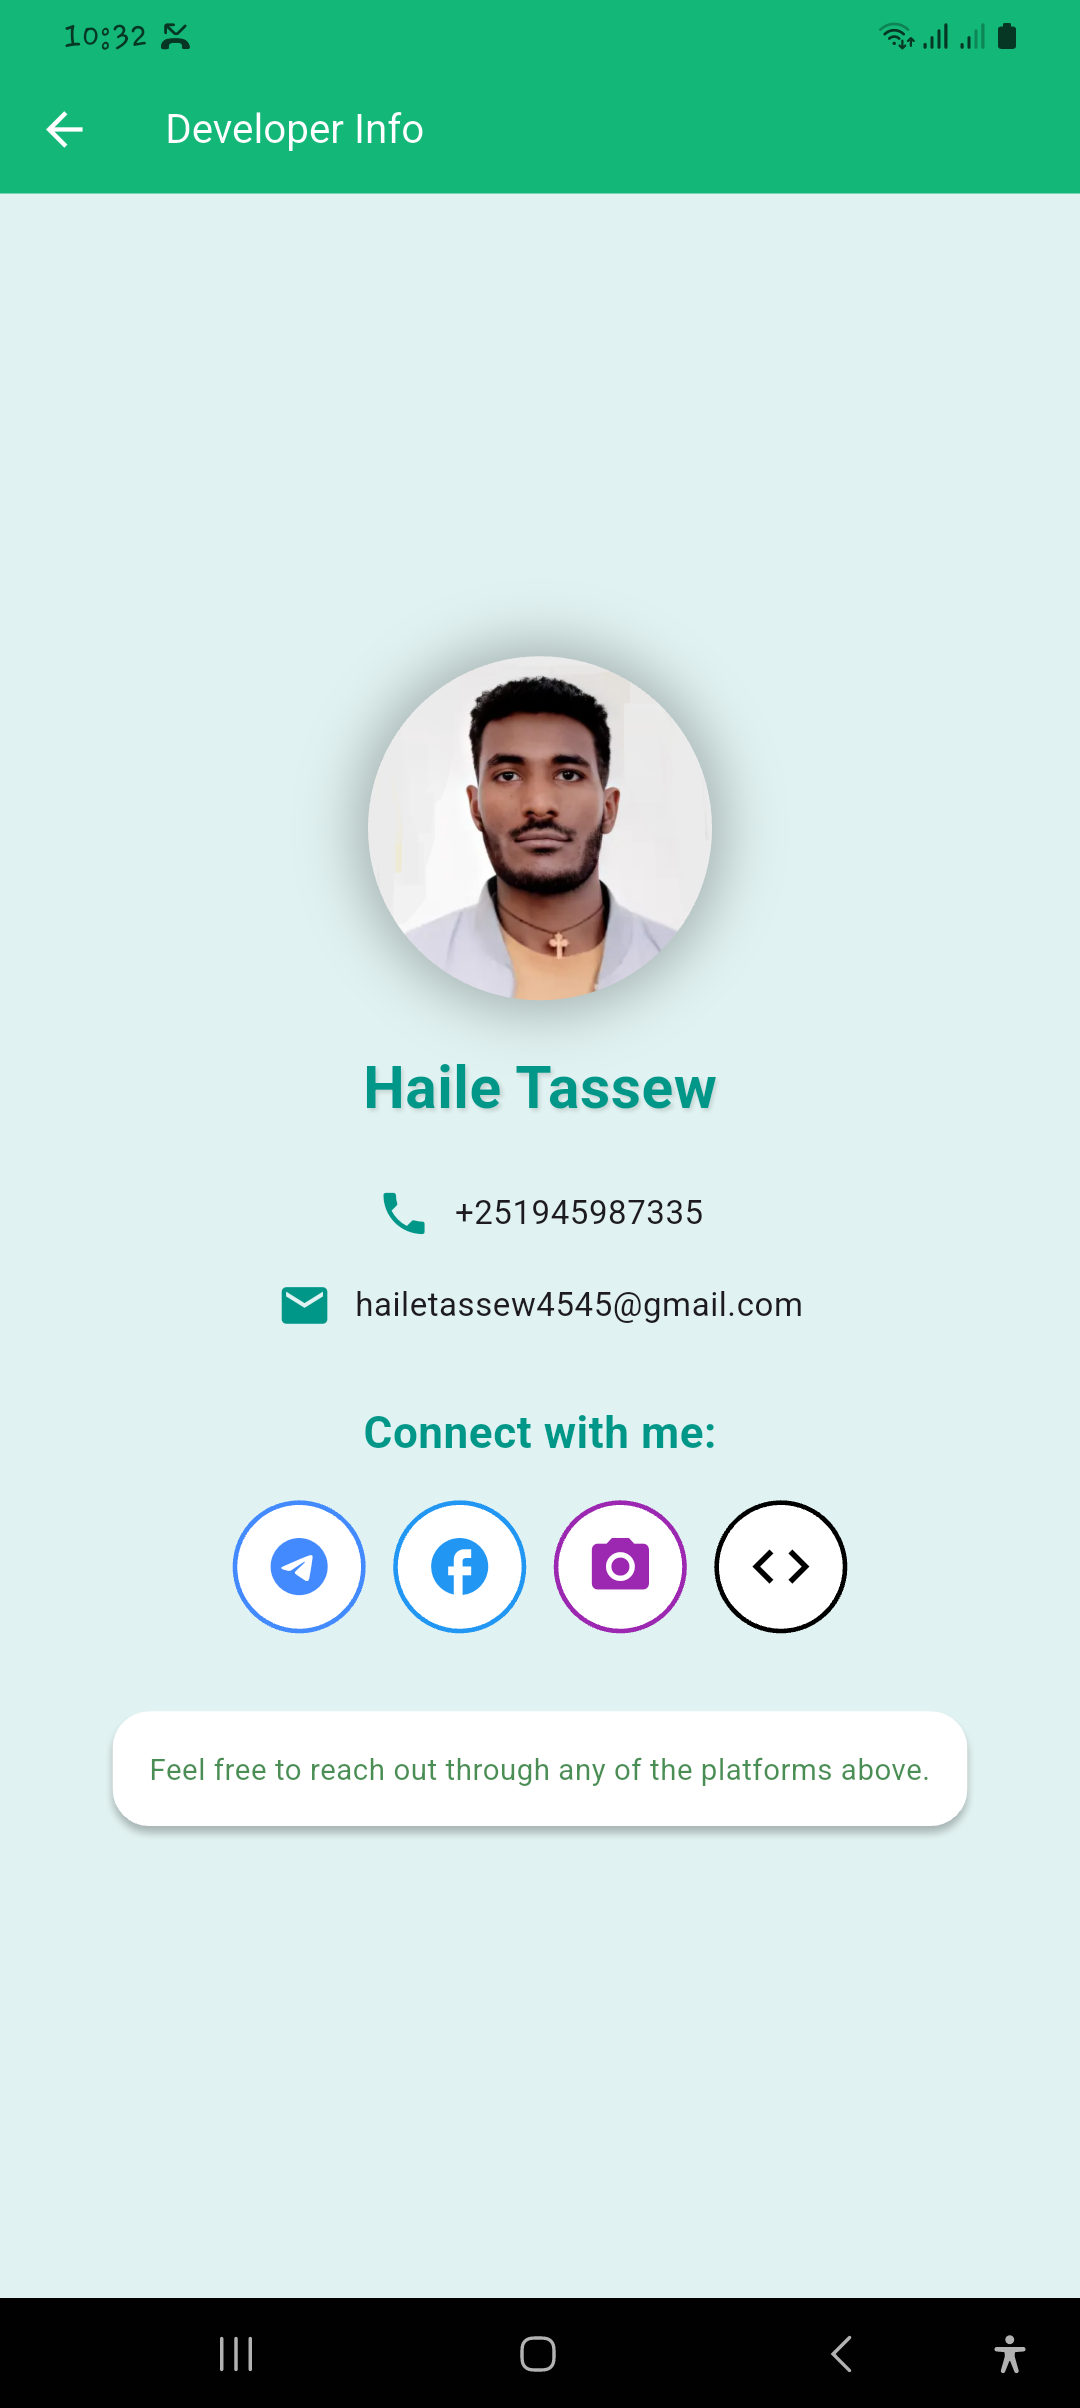 10:32
Developer Info
Haile Tassew
+251945987335
hailetassew4545@gmail.com
Connect with me:
Feel free to reach out through any of the platforms above.